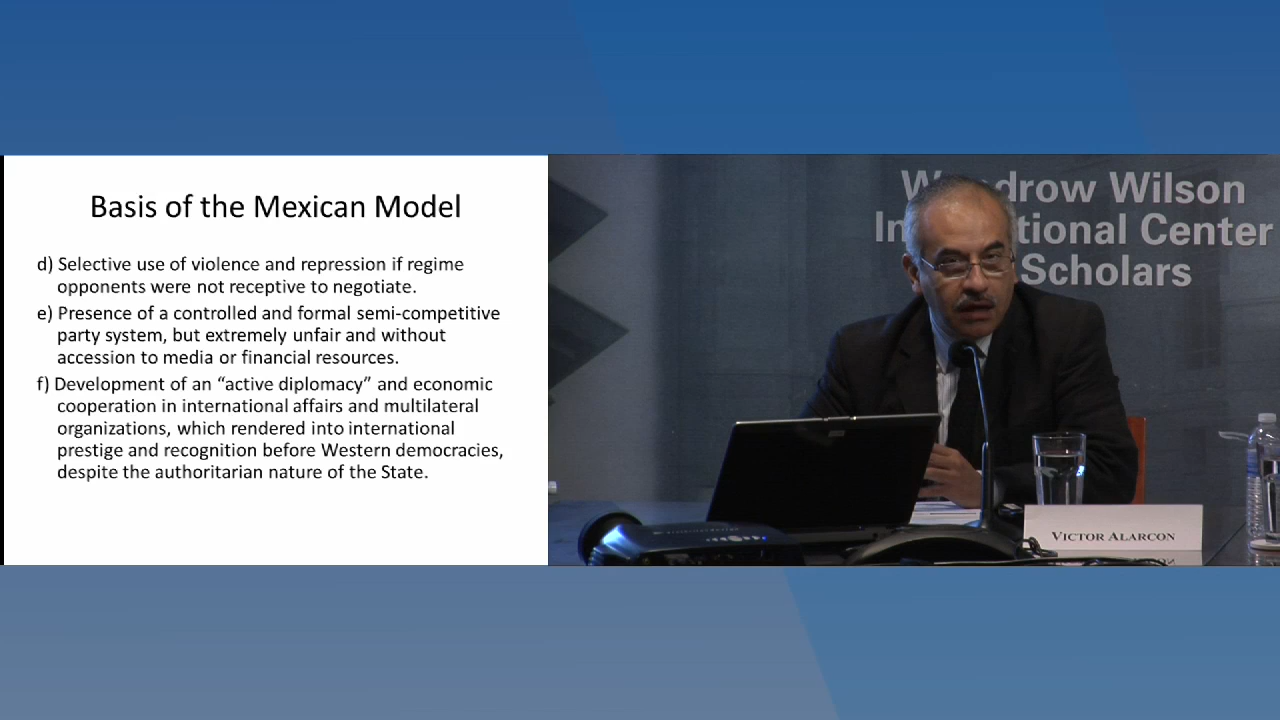 Basis of the Mexican Model
d) Selective use of violence and repression if regime
opponents were not receptive to negotiate.
e) Presence of a controlled and formal semi-competitive
party system, but extremely unfair and without
accession to media or financial resources.
f) Development of an “active diplomacy” and economic
cooperation in international affairs and multilateral
organizations, which rendered into international
prestige and recognition before Western democracies,
despite the authoritarian nature of the State.
Wilson
Center
Scholars
VICTOR ALARCON